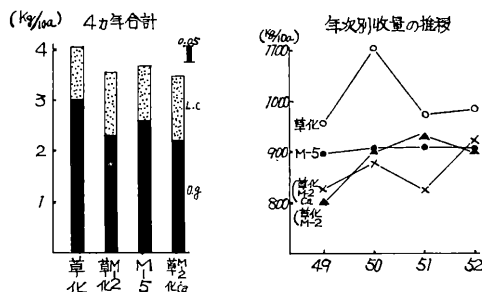 (Kg/10a)
4カ年合計
0.05
4
3
2
1
L.C
O.g
草化
草化M-2
M-5
草化M-2Ca
年次別収量の推移
(Kg/10a)
1100
1000
900
800
草化
M-5
(草化M-2Ca
(草化M-2
49 50 51 52